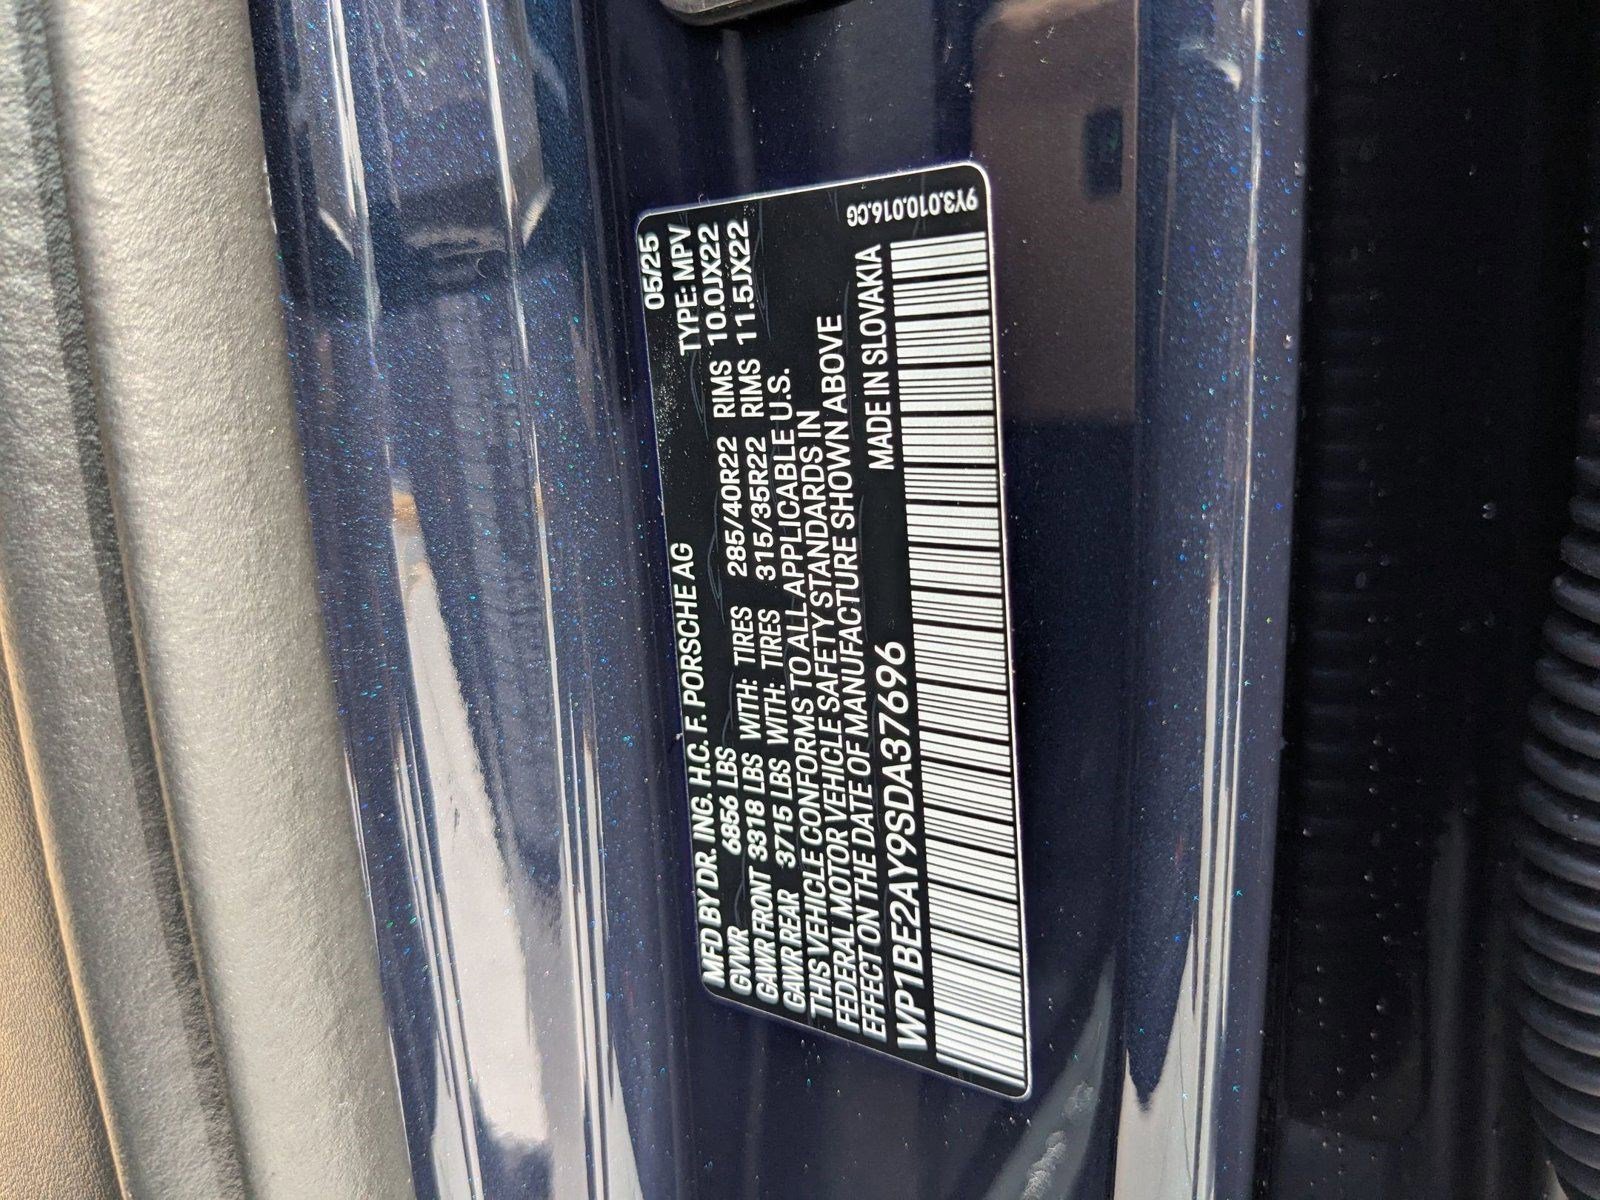 MFD BY DR. ING. H.C. F. PORSCHE AG 05/25
GVWR 6856 LBS TYPE: MPV
GAWR FRONT 3318 LBS WITH: TIRES 285/40R22 RIMS 10.0JX22
GAWR REAR 3715 LBS WITH: TIRES 315/35R22 RIMS 11.5JX22
THIS VEHICLE CONFORMS TO ALL APPLICABLE U.S.
FEDERAL MOTOR VEHICLE SAFETY STANDARDS IN
EFFECT ON THE DATE OF MANUFACTURE SHOWN ABOVE
WP1BE2AY9SDA37696 MADE IN SLOVAKIA
9Y3.010.016.CG